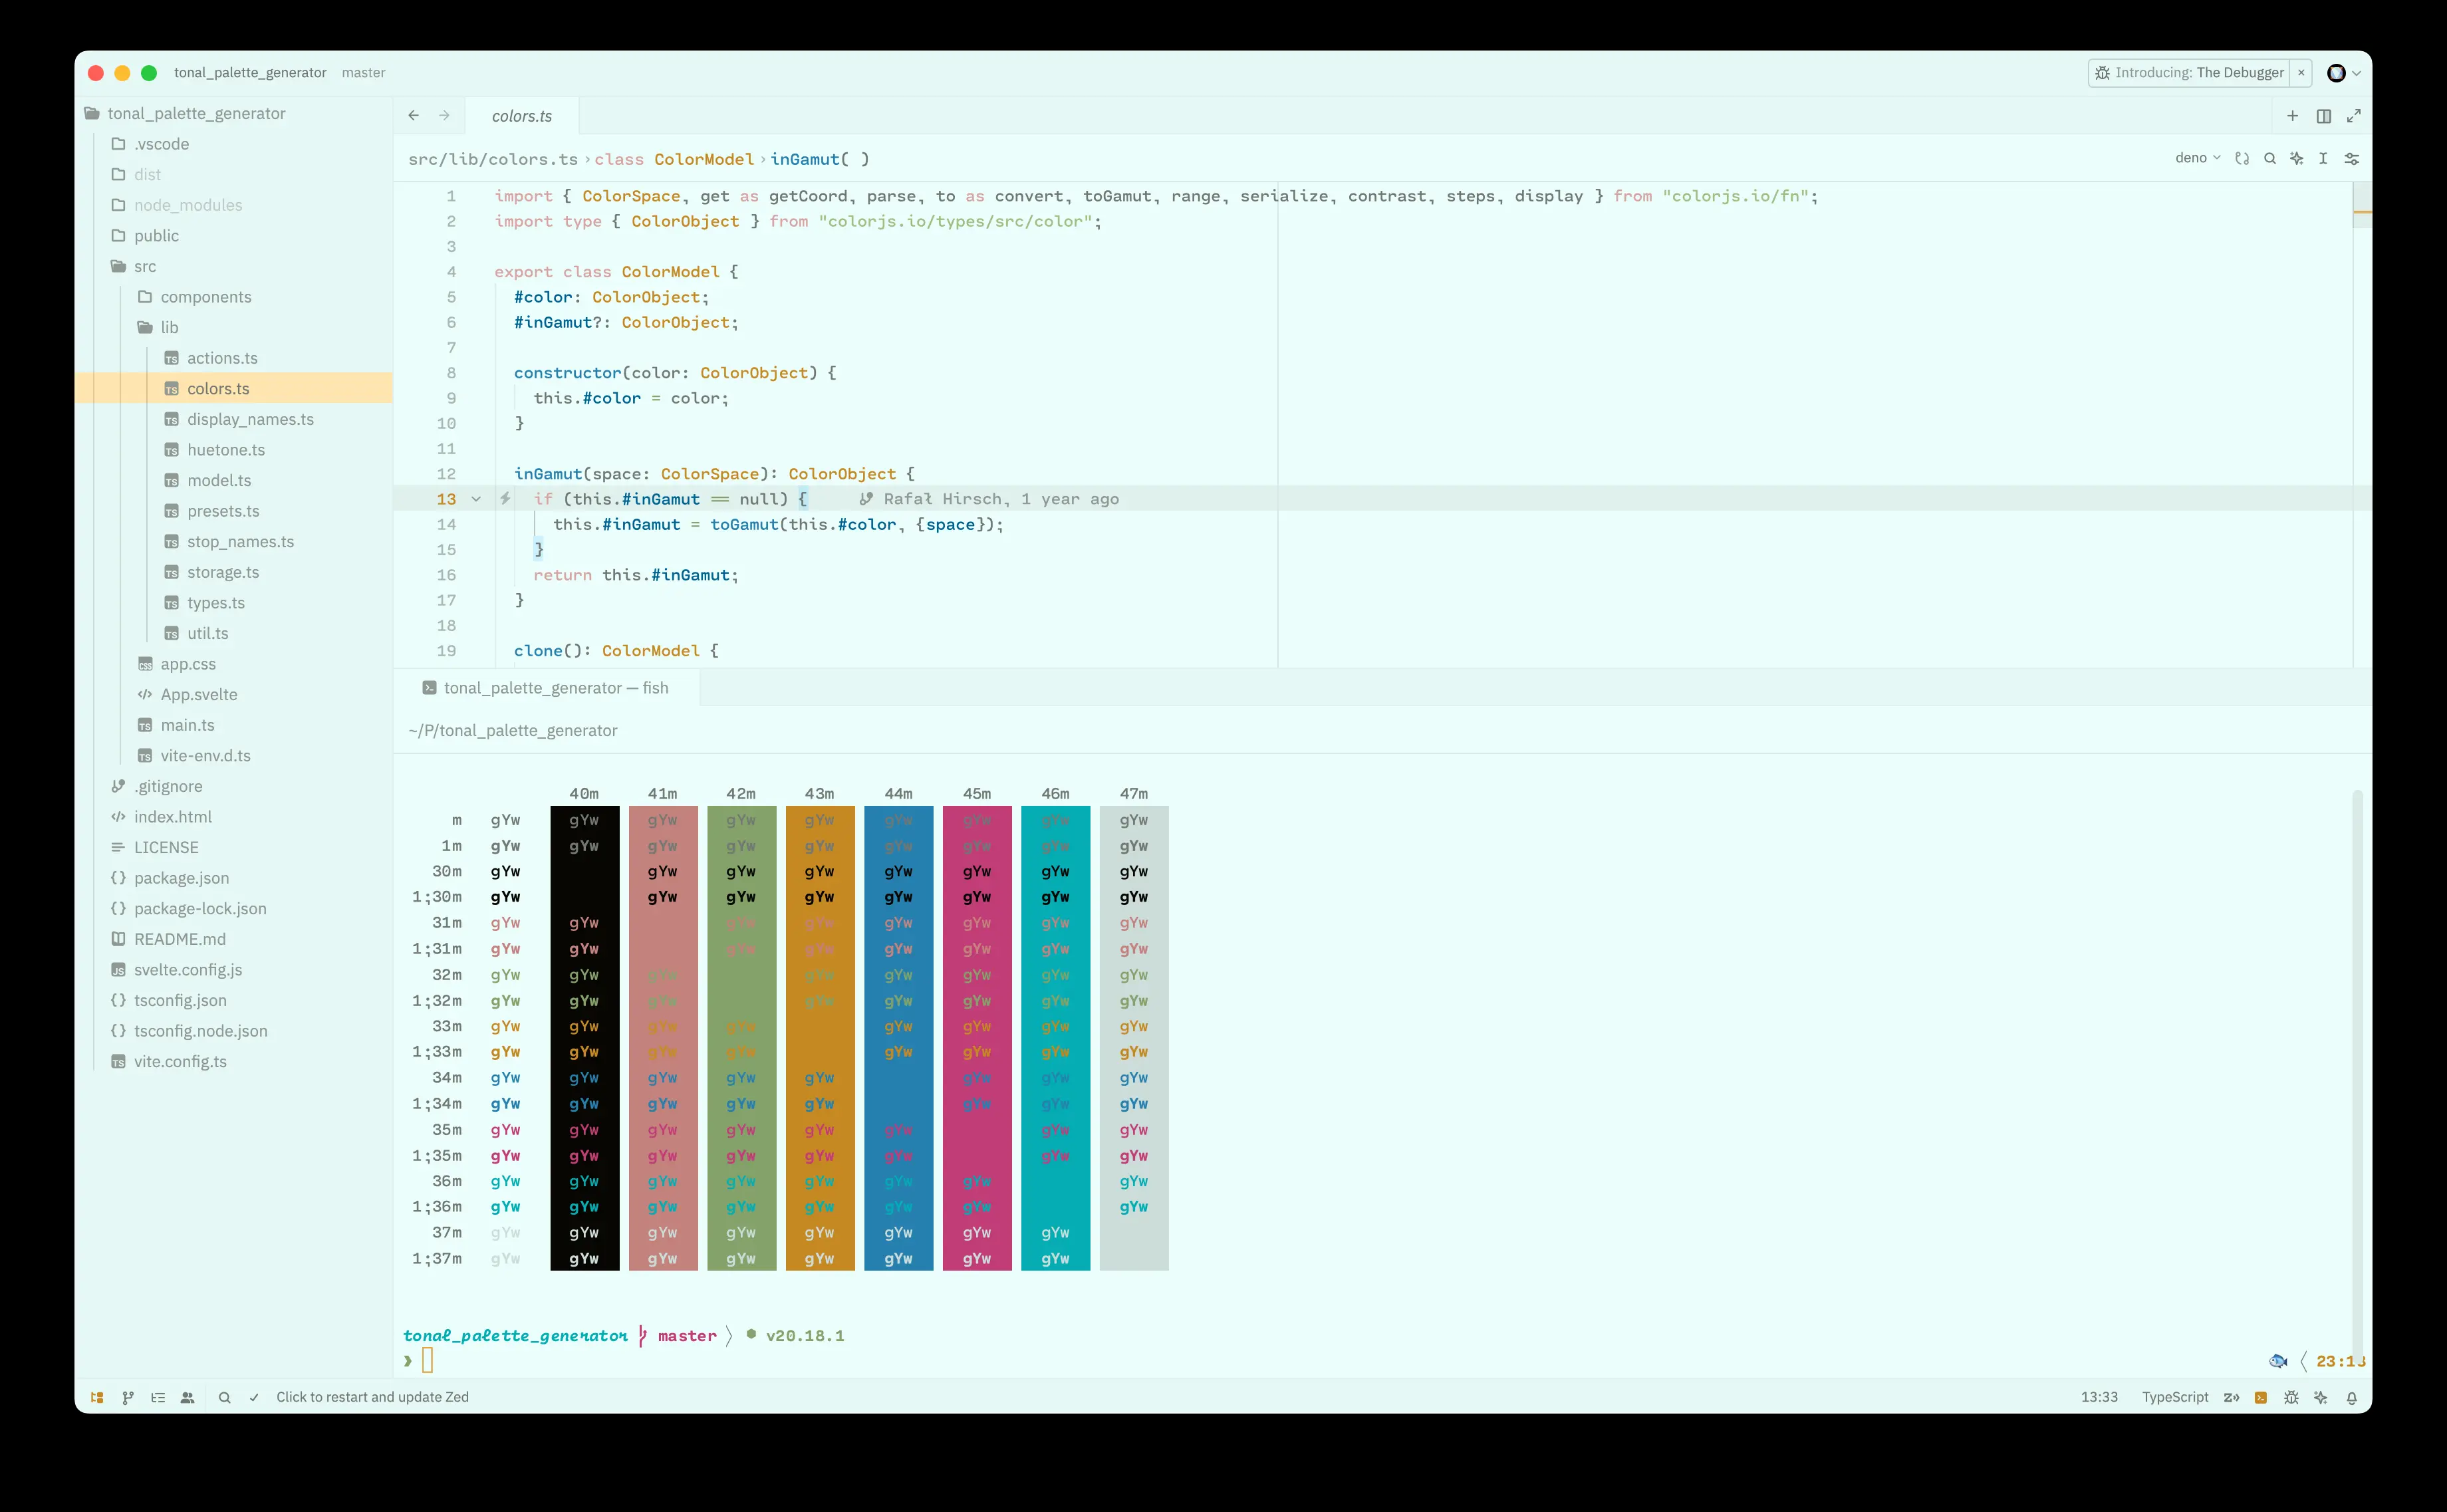 tonal_palette_generator master
Introducing: The Debugger ×
tonal_palette_generator
.vscode
dist
node_modules
public
src
components
lib
actions.ts
colors.ts
display_names.ts
huetone.ts
model.ts
presets.ts
stop_names.ts
storage.ts
types.ts
util.ts
app.css
App.svelte
main.ts
vite-env.d.ts
.gitignore
index.html
LICENSE
package.json
package-lock.json
README.md
svelte.config.js
tsconfig.json
tsconfig.node.json
vite.config.ts
colors.ts
src/lib/colors.ts › class ColorModel › inGamut( )
deno
1 import { ColorSpace, get as getCoord, parse, to as convert, toGamut, range, serialize, contrast, steps, display } from "colorjs.io/fn";
2 import type { ColorObject } from "colorjs.io/types/src/color";
3
4 export class ColorModel {
5 #color: ColorObject;
6 #inGamut?: ColorObject;
7
8 constructor(color: ColorObject) {
9 this.#color = color;
10 }
11
12 inGamut(space: ColorSpace): ColorObject {
13 if (this.#inGamut == null) { Rafał Hirsch, 1 year ago
14 this.#inGamut = toGamut(this.#color, {space});
15 }
16 return this.#inGamut;
17 }
18
19 clone(): ColorModel {
tonal_palette_generator — fish
~/P/tonal_palette_generator
40m 41m 42m 43m 44m 45m 46m 47m
m gYw gYw gYw gYw gYw gYw gYw gYw gYw
1m gYw gYw gYw gYw gYw gYw gYw gYw gYw
30m gYw gYw gYw gYw gYw gYw gYw gYw
1;30m gYw gYw gYw gYw gYw gYw gYw gYw
31m gYw gYw gYw gYw gYw gYw gYw gYw
1;31m gYw gYw gYw gYw gYw gYw gYw gYw
32m gYw gYw gYw gYw gYw gYw gYw gYw
1;32m gYw gYw gYw gYw gYw gYw gYw gYw
33m gYw gYw gYw gYw gYw gYw gYw gYw
1;33m gYw gYw gYw gYw gYw gYw gYw gYw
34m gYw gYw gYw gYw gYw gYw gYw gYw
1;34m gYw gYw gYw gYw gYw gYw gYw gYw
35m gYw gYw gYw gYw gYw gYw gYw gYw
1;35m gYw gYw gYw gYw gYw gYw gYw gYw
36m gYw gYw gYw gYw gYw gYw gYw gYw
1;36m gYw gYw gYw gYw gYw gYw gYw gYw
37m gYw gYw gYw gYw gYw gYw gYw gYw
1;37m gYw gYw gYw gYw gYw gYw gYw gYw
tonal_palette_generator master v20.18.1
❯
23:13
Click to restart and update Zed
13:33 TypeScript